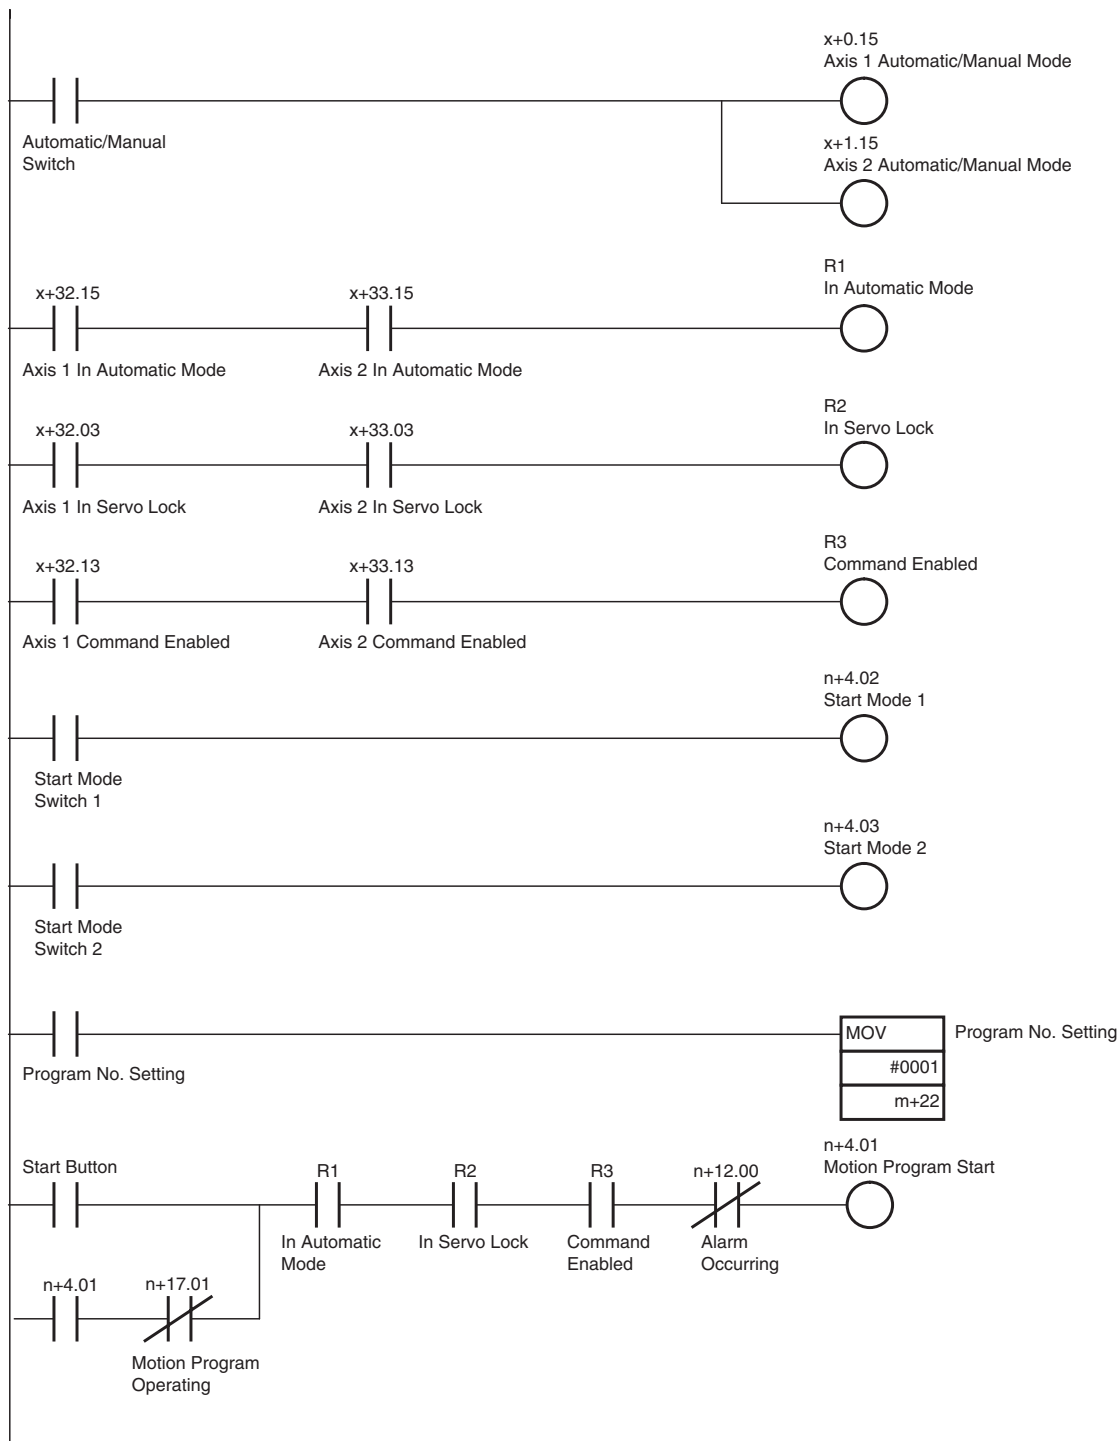 x+0.15
Axis 1 Automatic/Manual Mode
Automatic/Manual
Switch
x+1.15
Axis 2 Automatic/Manual Mode
R1
In Automatic Mode
x+32.15
x+33.15
Axis 1 In Automatic Mode
Axis 2 In Automatic Mode
R2
In Servo Lock
x+32.03
x+33.03
Axis 1 In Servo Lock
Axis 2 In Servo Lock
R3
Command Enabled
x+32.13
x+33.13
Axis 1 Command Enabled
Axis 2 Command Enabled
n+4.02
Start Mode 1
Start Mode
Switch 1
n+4.03
Start Mode 2
Start Mode
Switch 2
MOV
Program No. Setting
#0001
m+22
Program No. Setting
n+4.01
Motion Program Start
Start Button
R1
R2
R3
n+12.00
In Automatic
Mode
In Servo Lock
Command
Enabled
Alarm
Occurring
n+4.01
n+17.01
Motion Program
Operating